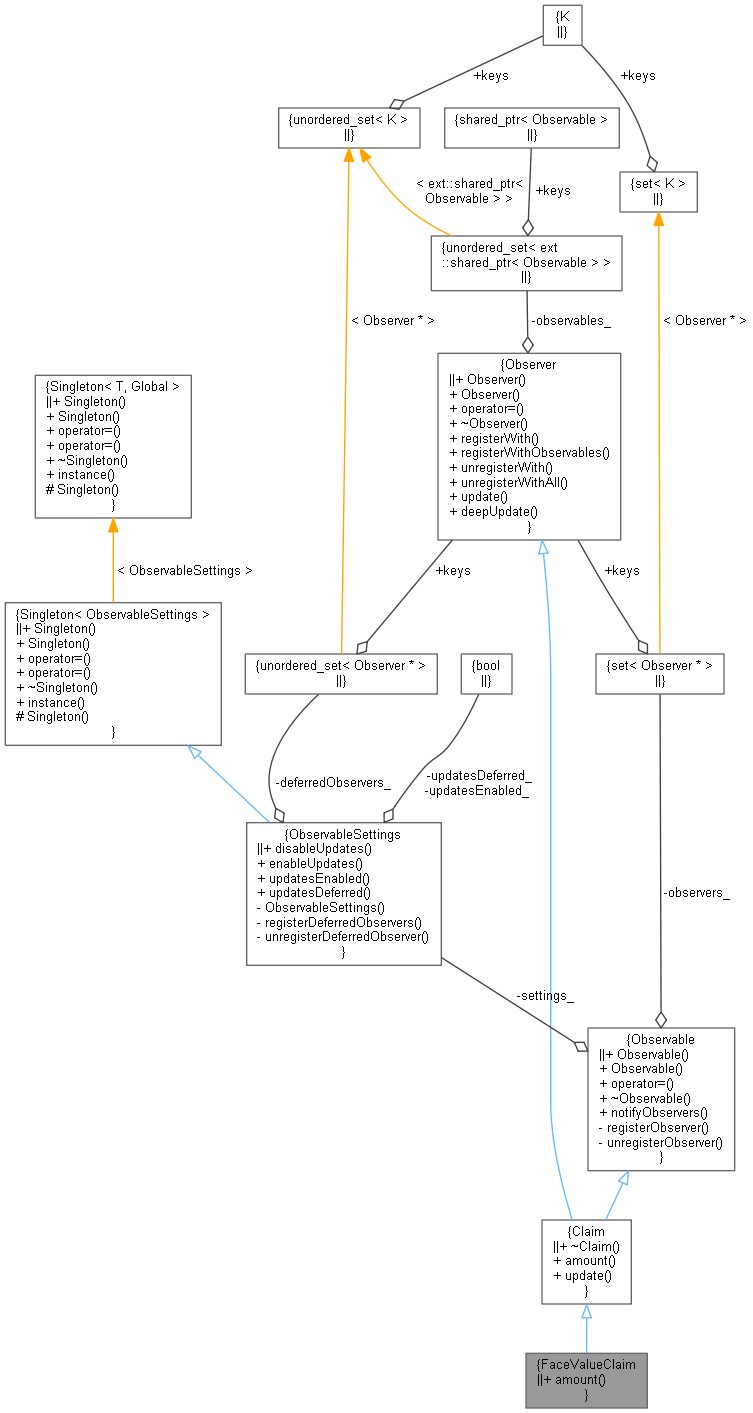 {K
||}
+keys
+keys
{unordered_set< K >
||}
{shared_ptr< Observable >
||}
{set< K >
||}
< ext::shared_ptr<
Observable > >
+keys
{unordered_set< ext
::shared_ptr< Observable > >
||}
< Observer * >
-observables_
< Observer * >
{Observer
||+ Observer()
+ Observer()
+ operator=()
+ ~Observer()
+ registerWith()
+ registerWithObservables()
+ unregisterWith()
+ unregisterWithAll()
+ update()
+ deepUpdate()
}
{Singleton< T, Global >
||+ Singleton()
+ Singleton()
+ operator=()
+ operator=()
+ ~Singleton()
+ instance()
# Singleton()
}
< ObservableSettings >
+keys
+keys
{Singleton< ObservableSettings >
||+ Singleton()
+ Singleton()
+ operator=()
+ operator=()
+ ~Singleton()
+ instance()
# Singleton()
}
{unordered_set< Observer * >
||}
{bool
||}
{set< Observer * >
||}
-deferredObservers_
-updatesDeferred_
-updatesEnabled_
{ObservableSettings
||+ disableUpdates()
+ enableUpdates()
+ updatesEnabled()
+ updatesDeferred()
- ObservableSettings()
- registerDeferredObservers()
- unregisterDeferredObserver()
}
-observers_
-settings_
{Observable
||+ Observable()
+ Observable()
+ operator=()
+ ~Observable()
+ notifyObservers()
- registerObserver()
- unregisterObserver()
}
{Claim
||+ ~Claim()
+ amount()
+ update()
}
{FaceValueClaim
||+ amount()
}